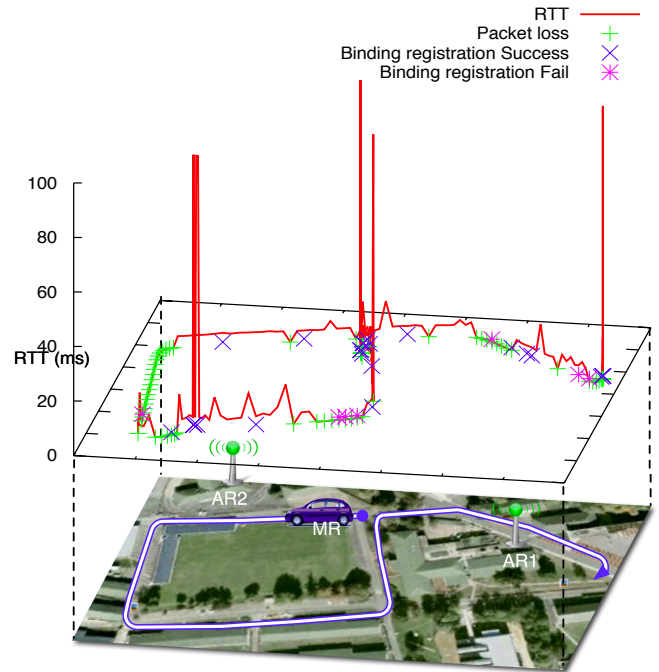 RTT
Packet loss
Binding registration Success
Binding registration Fail
100
80
60
40
RTT (ms)
20
0
AR2
MR
AR1